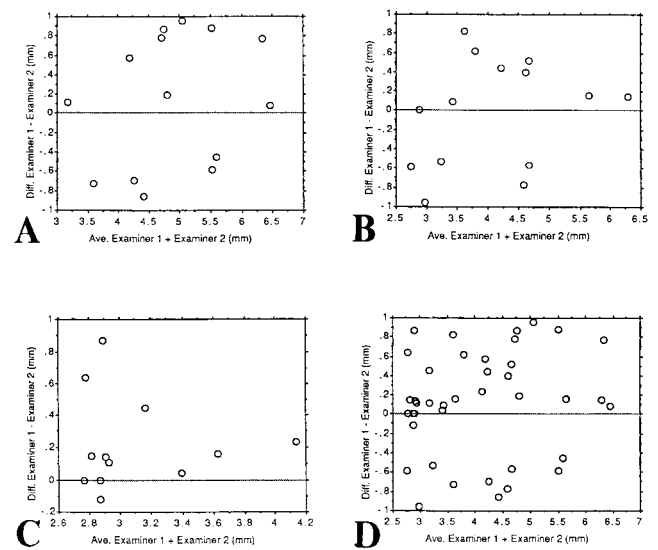 1
.8
.6
.4
.2
0
-.2
-.4
-.6
-.8
-1
Diff. Examiner 1 - Examiner 2 (mm)
3 3.5 4 4.5 5 5.5 6 6.5 7
Ave. Examiner 1 + Examiner 2 (mm)
A
1
.8
.6
.4
.2
0
-.2
-.4
-.6
-.8
-1
Diff. Examiner 1 - Examiner 2 (mm)
2.5 3 3.5 4 4.5 5 5.5 6 6.5
Ave. Examiner 1 + Examiner 2 (mm)
B
1
.8
.6
.4
.2
0
-.2
Diff. Examiner 1 - Examiner 2 (mm)
2.6 2.8 3 3.2 3.4 3.6 3.8 4 4.2
Ave. Examiner 1 + Examiner 2 (mm)
C
1
.8
.6
.4
.2
0
-.2
-.4
-.6
-.8
-1
Diff. Examiner 1 - Examiner 2 (mm)
2.5 3 3.5 4 4.5 5 5.5 6 6.5 7
Ave. Examiner 1 + Examiner 2 (mm)
D